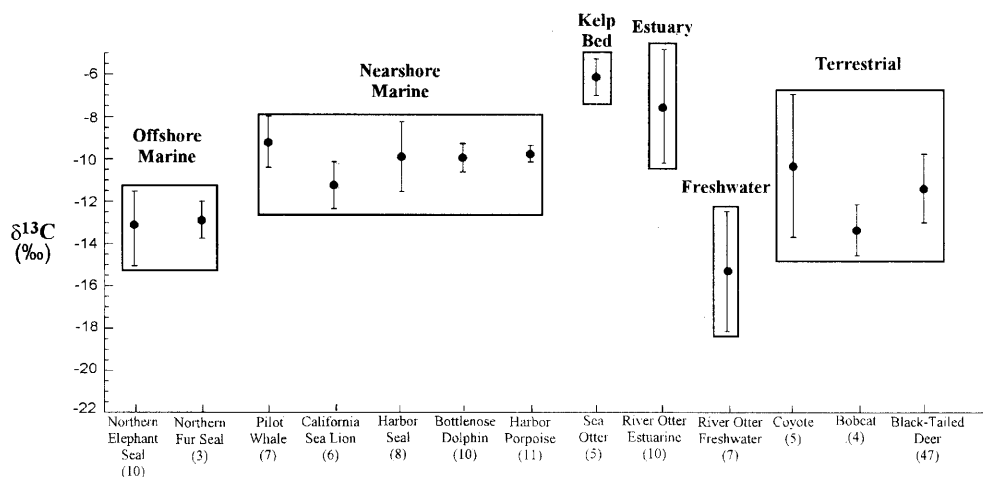 Kelp
Bed
Estuary
Nearshore
Marine
Terrestrial
Offshore
Marine
Freshwater
δ13C
(‰)
-6
-8
-10
-12
-14
-16
-18
-20
-22
Northern
Elephant
Seal
(10)
Northern
Fur Seal
(3)
Pilot
Whale
(7)
California
Sea Lion
(6)
Harbor
Seal
(8)
Bottlenose
Dolphin
(10)
Harbor
Porpoise
(11)
Sea
Otter
(5)
River Otter
Estuarine
(10)
River Otter
Freshwater
(7)
Coyote
(5)
Bobcat
(4)
Black-Tailed
Deer
(47)